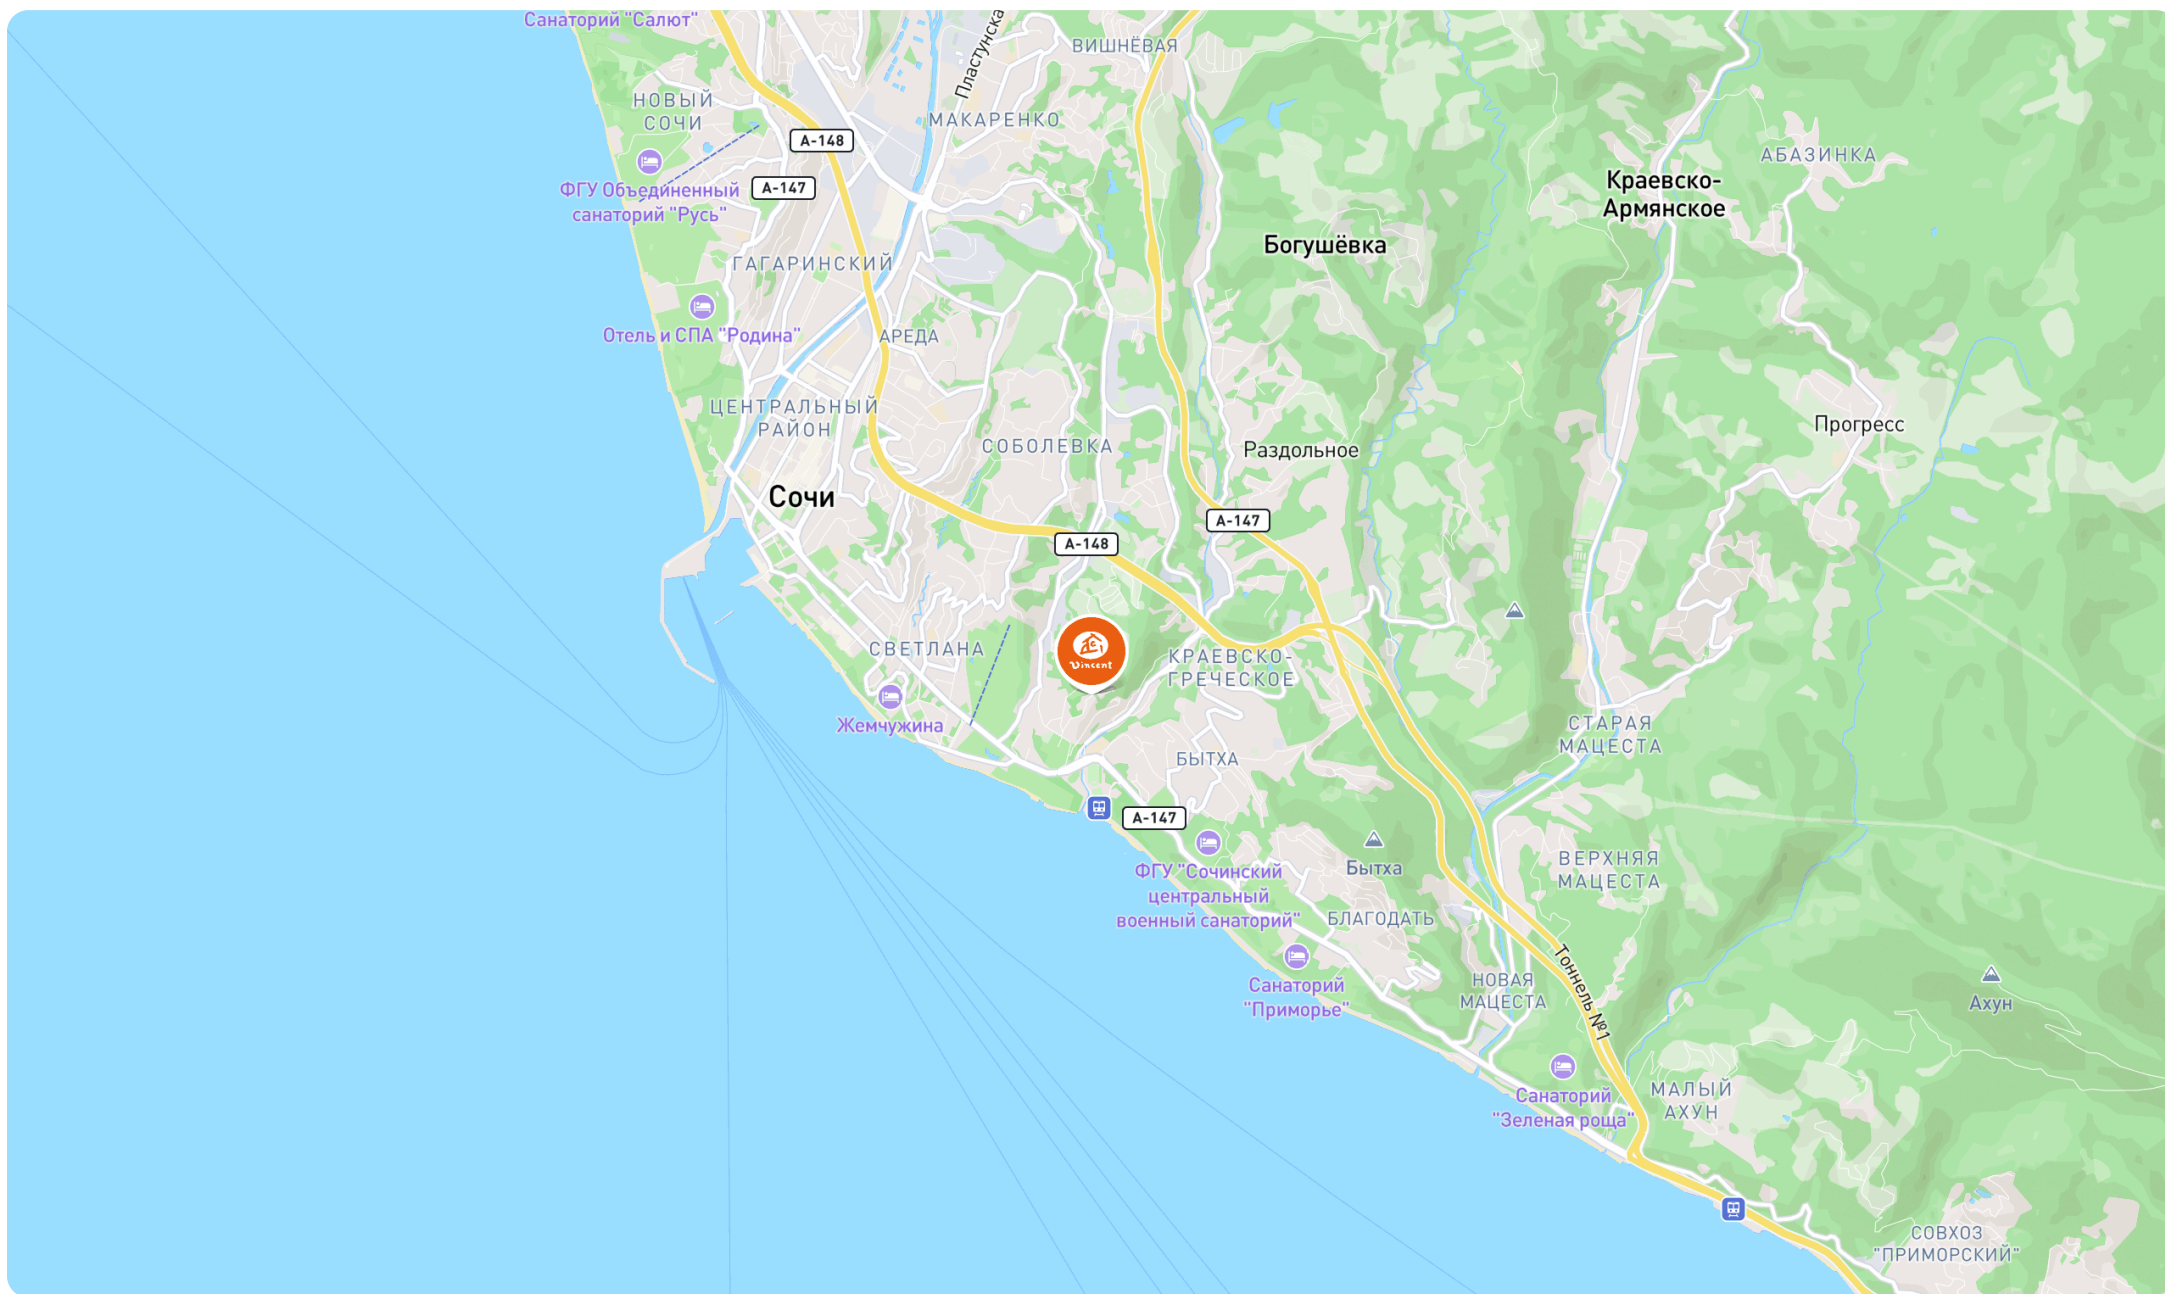 Санаторий "Салют"
Пластунска
ВИШНЁВАЯ
НОВЫЙ
СОЧИ
МАКАРЕНКО
А-148
АБАЗИНКА
А-147
ФГУ Объединенный
санаторий "Русь"
Краевско-
Армянское
Богушёвка
ГАГАРИНСКИЙ
Отель и СПА "Родина"
АРЕДА
ЦЕНТРАЛЬНЫЙ
РАЙОН
Прогресс
СОБОЛЕВКА
Раздольное
Сочи
А-147
А-148
СВЕТЛАНА
Vincent
КРАЕВСКО-
ГРЕЧЕСКОЕ
Жемчужина
СТАРАЯ
МАЦЕСТА
БЫТХА
А-147
ФГУ "Сочинский
центральный
военный санаторий"
Бытха
ВЕРХНЯЯ
МАЦЕСТА
БЛАГОДАТЬ
Тоннель №1
Санаторий
"Приморье"
НОВАЯ
МАЦЕСТА
Ахун
Санаторий
"Зеленая роща"
МАЛЫЙ
АХУН
СОВХОЗ
"ПРИМОРСКИЙ"